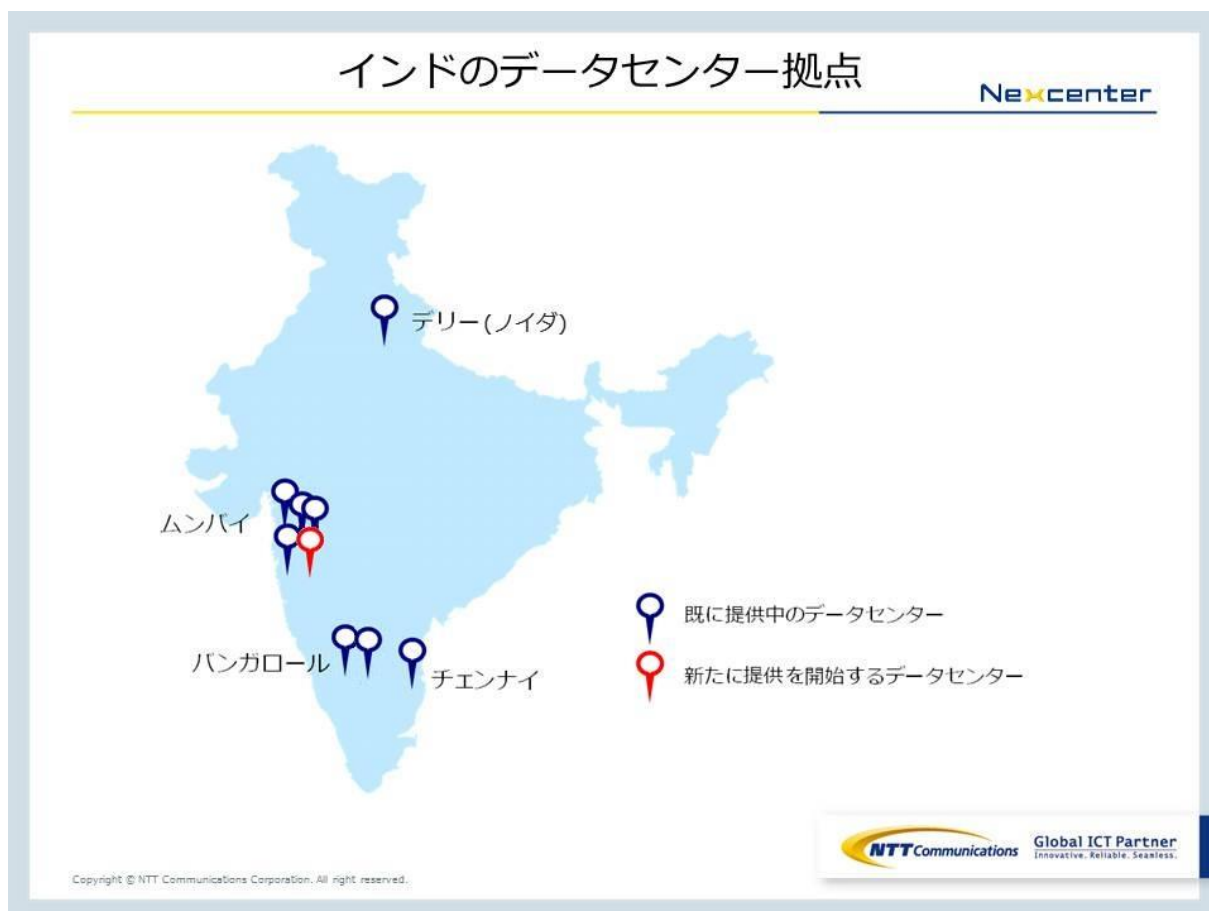 インドのデータセンター拠点
Nexcenter
デリー(ノイダ)
ムンバイ
バンガロール
チェンナイ
既に提供中のデータセンター
新たに提供を開始するデータセンター
NTT Communications
Global ICT Partner
Innovative. Reliable. Seamless.
Copyright © NTT Communications Corporation. All right reserved.